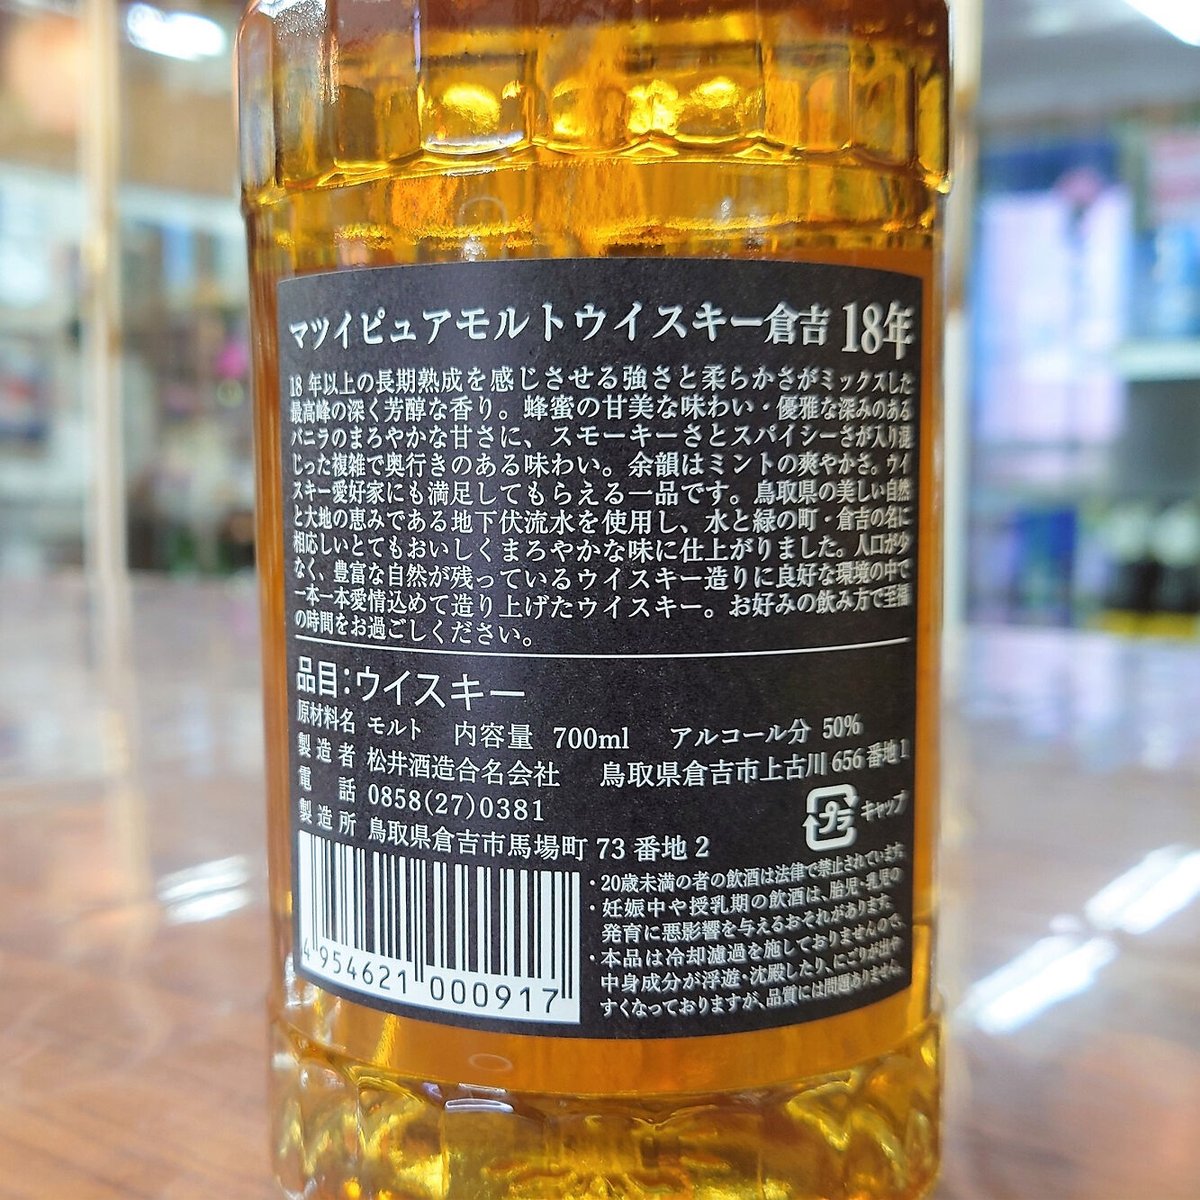 マツイピュアモルトウイスキー倉吉 18年
18年以上の長期熟成を感じさせる強さと柔らかさがミックスした
最高峰の深く芳醇な香り。蜂蜜の甘美な味わい・優雅な深みのある
バニラのまろやかな甘さに、スモーキーさとスパイシーさが入り混
じった複雑で奥行きのある味わい。余韻はミントの爽やかさ。ウイ
スキー愛好家にも満足してもらえる一品です。鳥取県の美しい自然
と大地の恵みである地下伏流水を使用し、水と緑の町・倉吉の名に
相応しいとてもおいしくまろやかな味に仕上がりました。人口が少
なく、豊富な自然が残っているウイスキー造りに良好な環境の中で
一本一本愛情込めて造り上げたウイスキー。お好みの飲み方で至福
の時間をお過ごしください。
品目:ウイスキー
原材料名 モルト 内容量 700ml アルコール分 50%
製造者 松井酒造合名会社 鳥取県倉吉市上古川 656 番地1
電話 0858(27)0381
製造所 鳥取県倉吉市馬場町 73 番地 2
プラ キャップ
・20歳未満の者の飲酒は法律で禁止されています。
・妊娠中や授乳期の飲酒は、胎児・乳児の
発育に悪影響を与えるおそれがあります。
・本品は冷却濾過を施しておりませんので、
中身成分が浮遊・沈殿したり、にごりが出や
すくなっておりますが、品質には問題ありません。
4 954621 000917